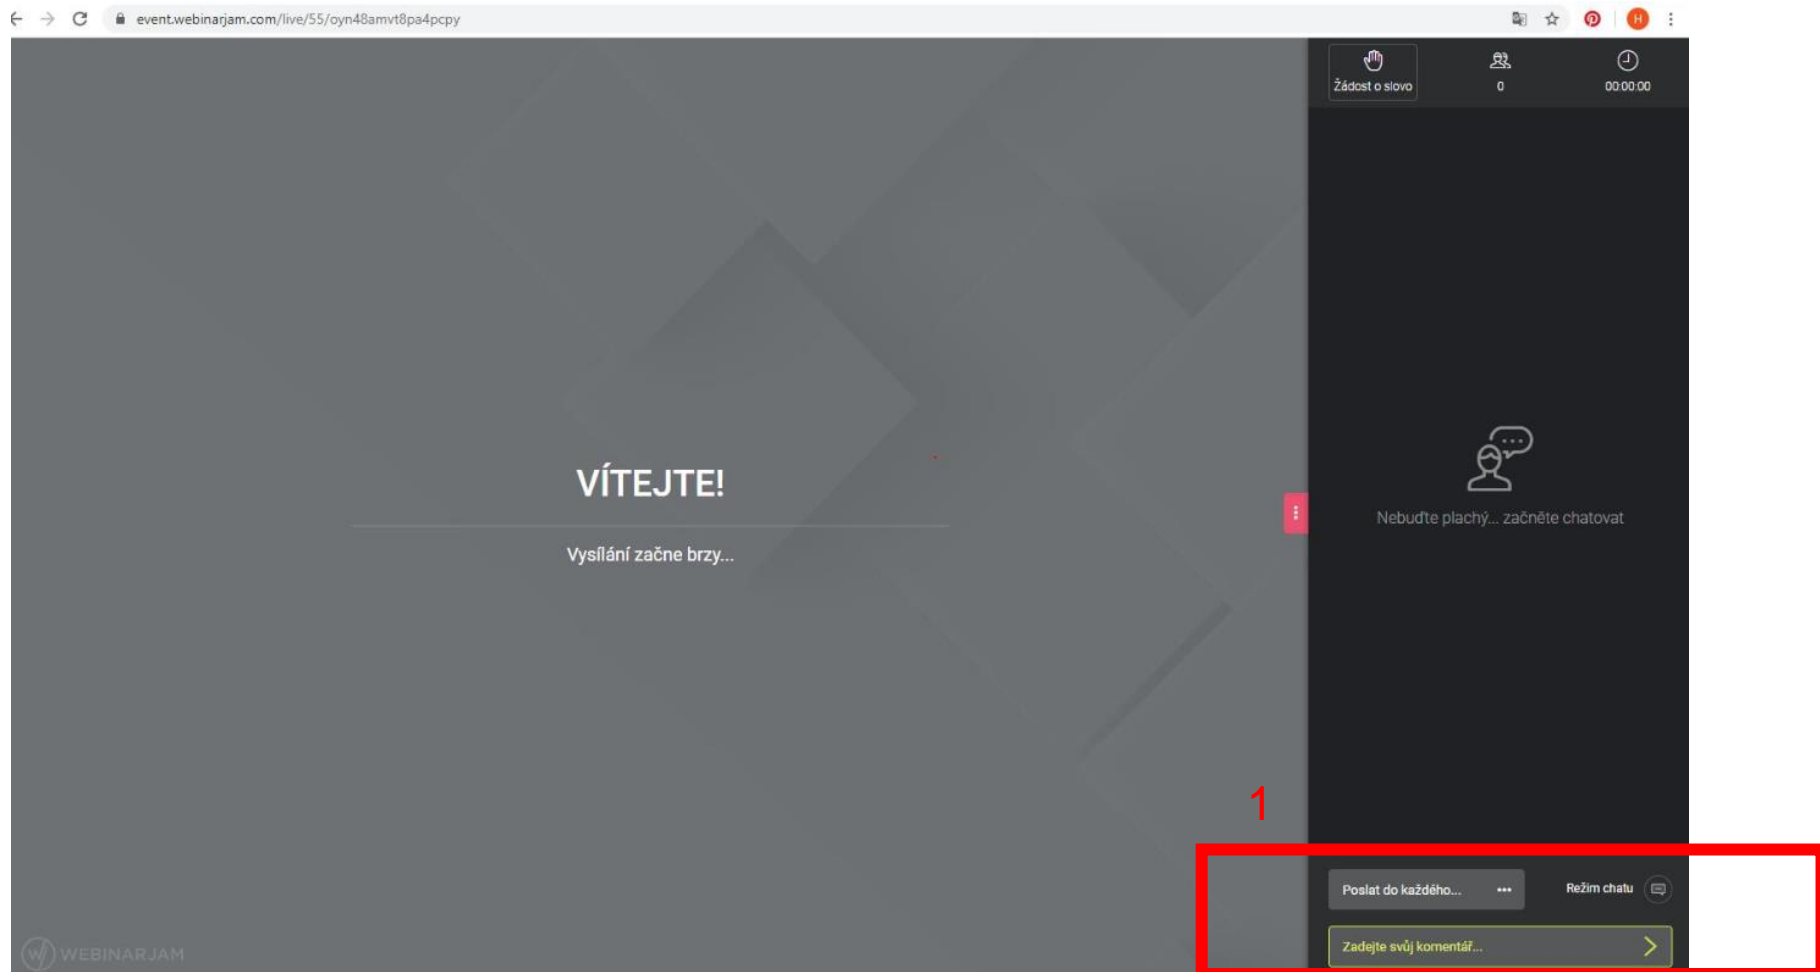 event.webinarjam.com/live/55/oyn48amvt8pa4pcpy
H
Žádost o slovo
0
00:00:00
VÍTEJTE!
Vysílání začne brzy...
Nebuďte plachý... začněte chatovat
1
Poslat do každého... •••
Režim chatu
Zadejte svůj komentář...
WEBINARJAM